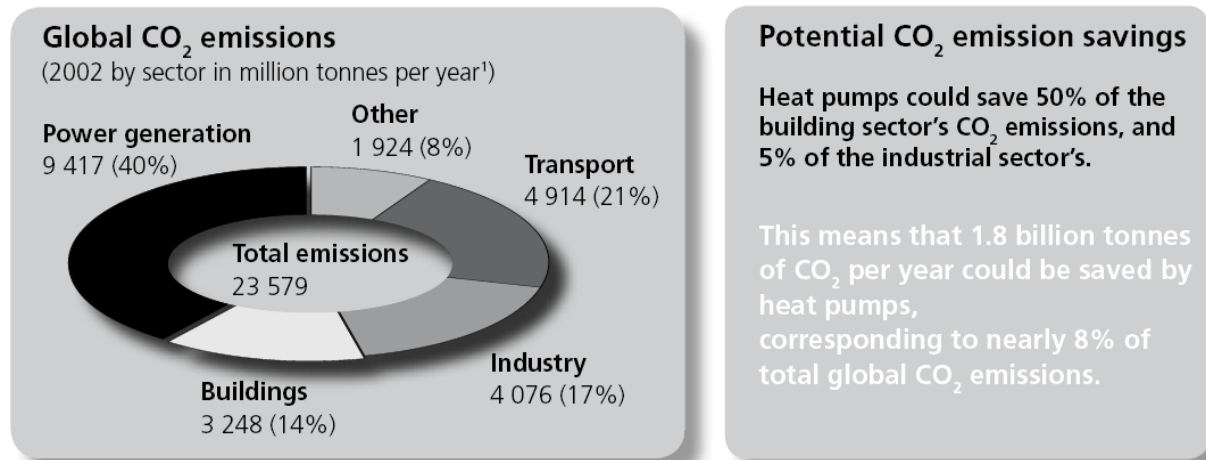 Global CO₂ emissions
(2002 by sector in million tonnes per year¹)
Other
1 924 (8%)
Power generation
9 417 (40%)
Transport
4 914 (21%)
Total emissions
23 579
Industry
4 076 (17%)
Buildings
3 248 (14%)
Potential CO₂ emission savings
Heat pumps could save 50% of the
building sector's CO₂ emissions, and
5% of the industrial sector's.
This means that 1.8 billion tonnes
of CO₂ per year could be saved by
heat pumps,
corresponding to nearly 8% of
total global CO₂ emissions.